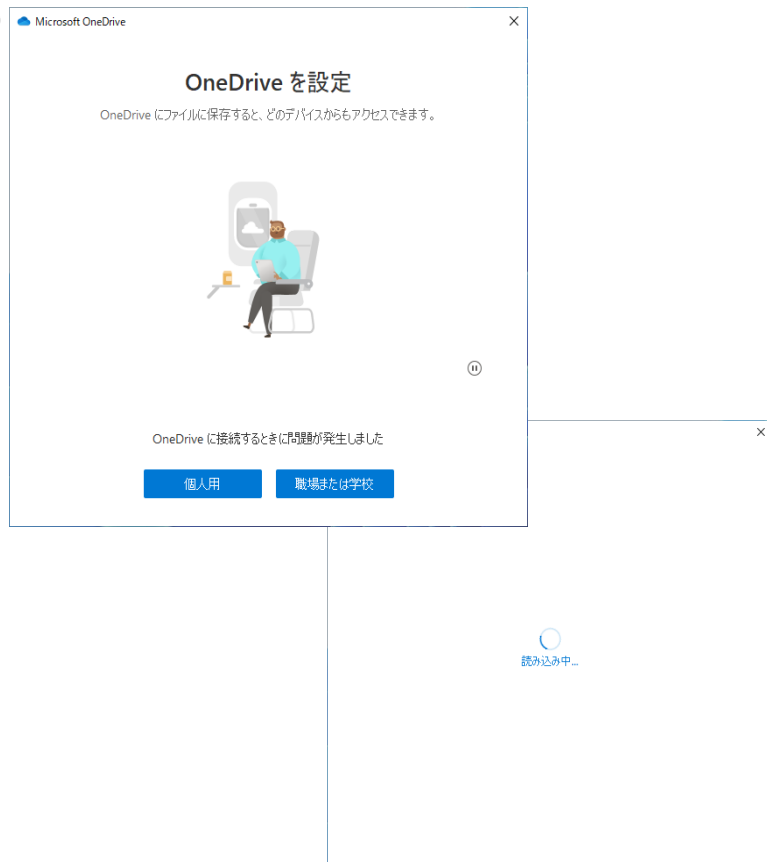 Microsoft OneDrive
OneDrive を設定
OneDrive にファイルに保存すると、どのデバイスからもアクセスできます。
OneDrive に接続するときに問題が発生しました
個人用
職場または学校
読み込み中...